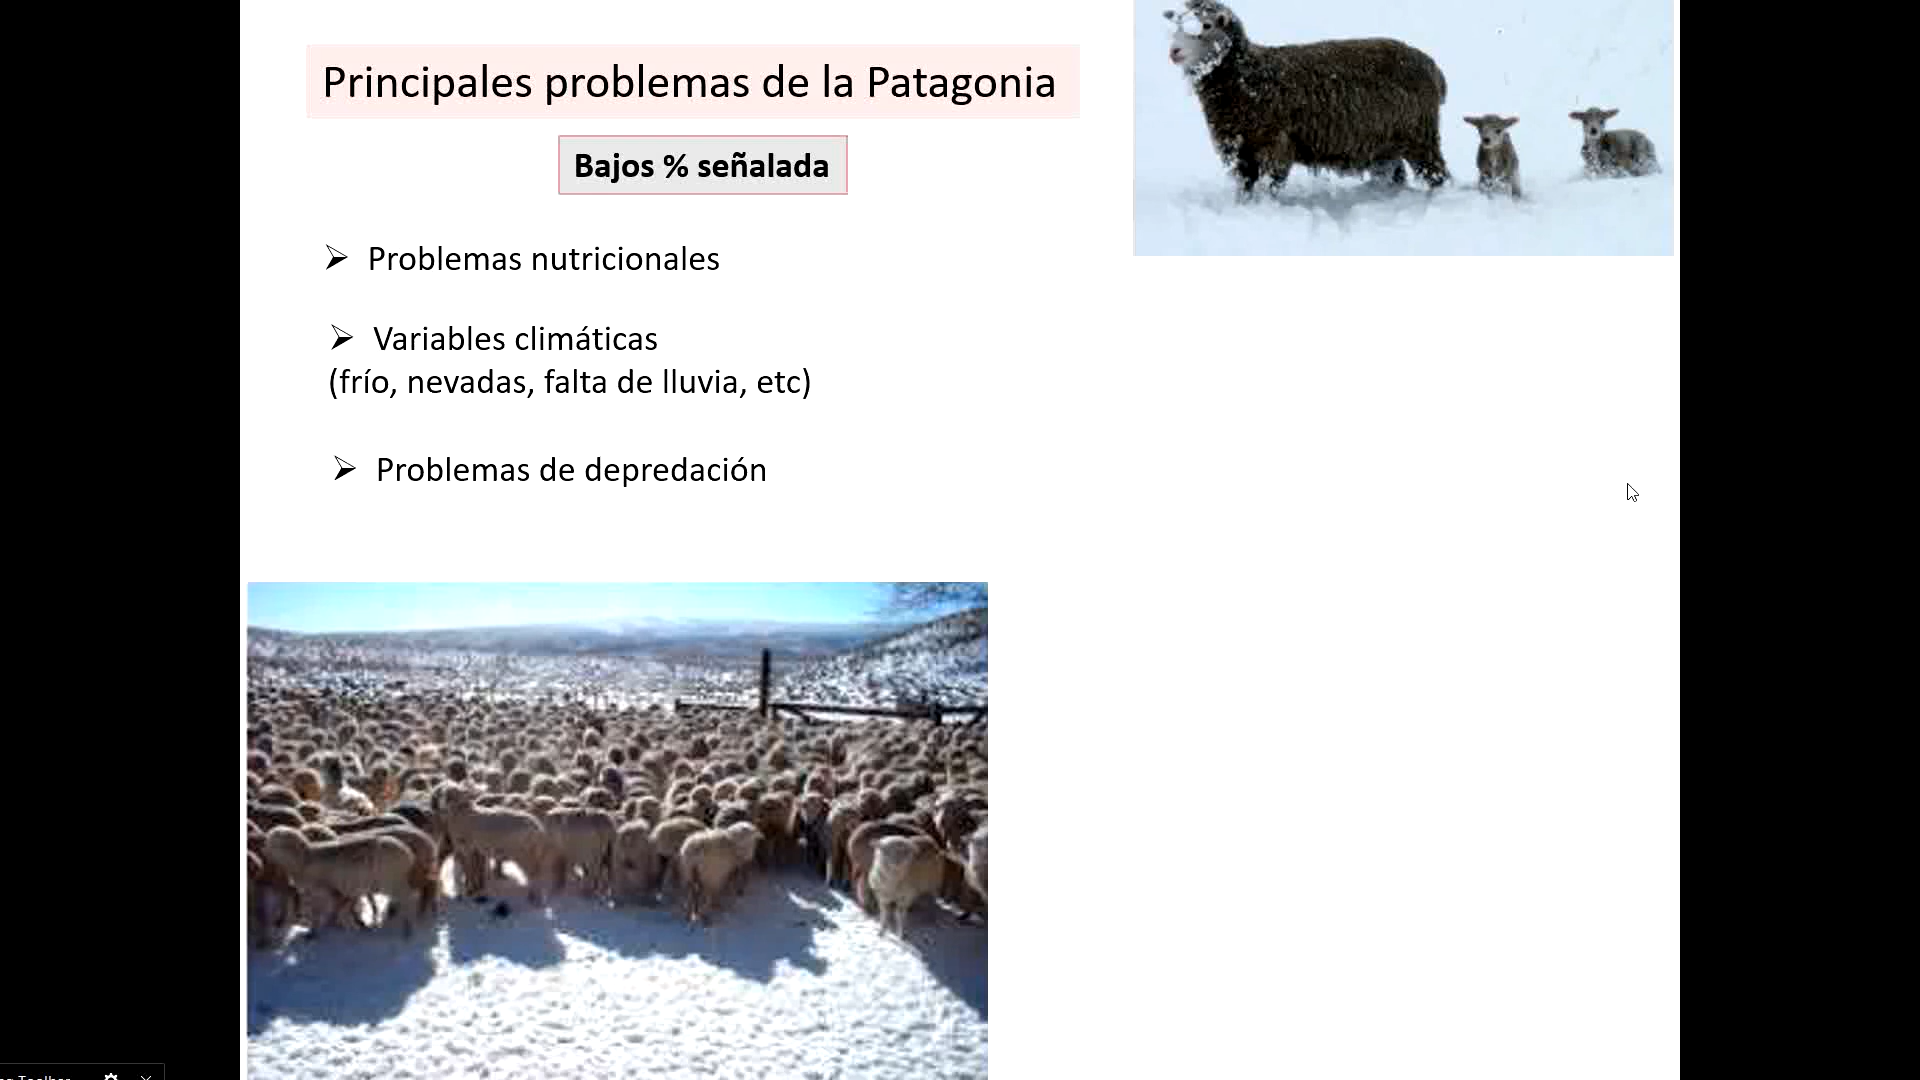 Principales problemas de la Patagonia
Bajos % señalada
➢ Problemas nutricionales
➢ Variables climáticas
(frío, nevadas, falta de lluvia, etc)
➢ Problemas de depredación